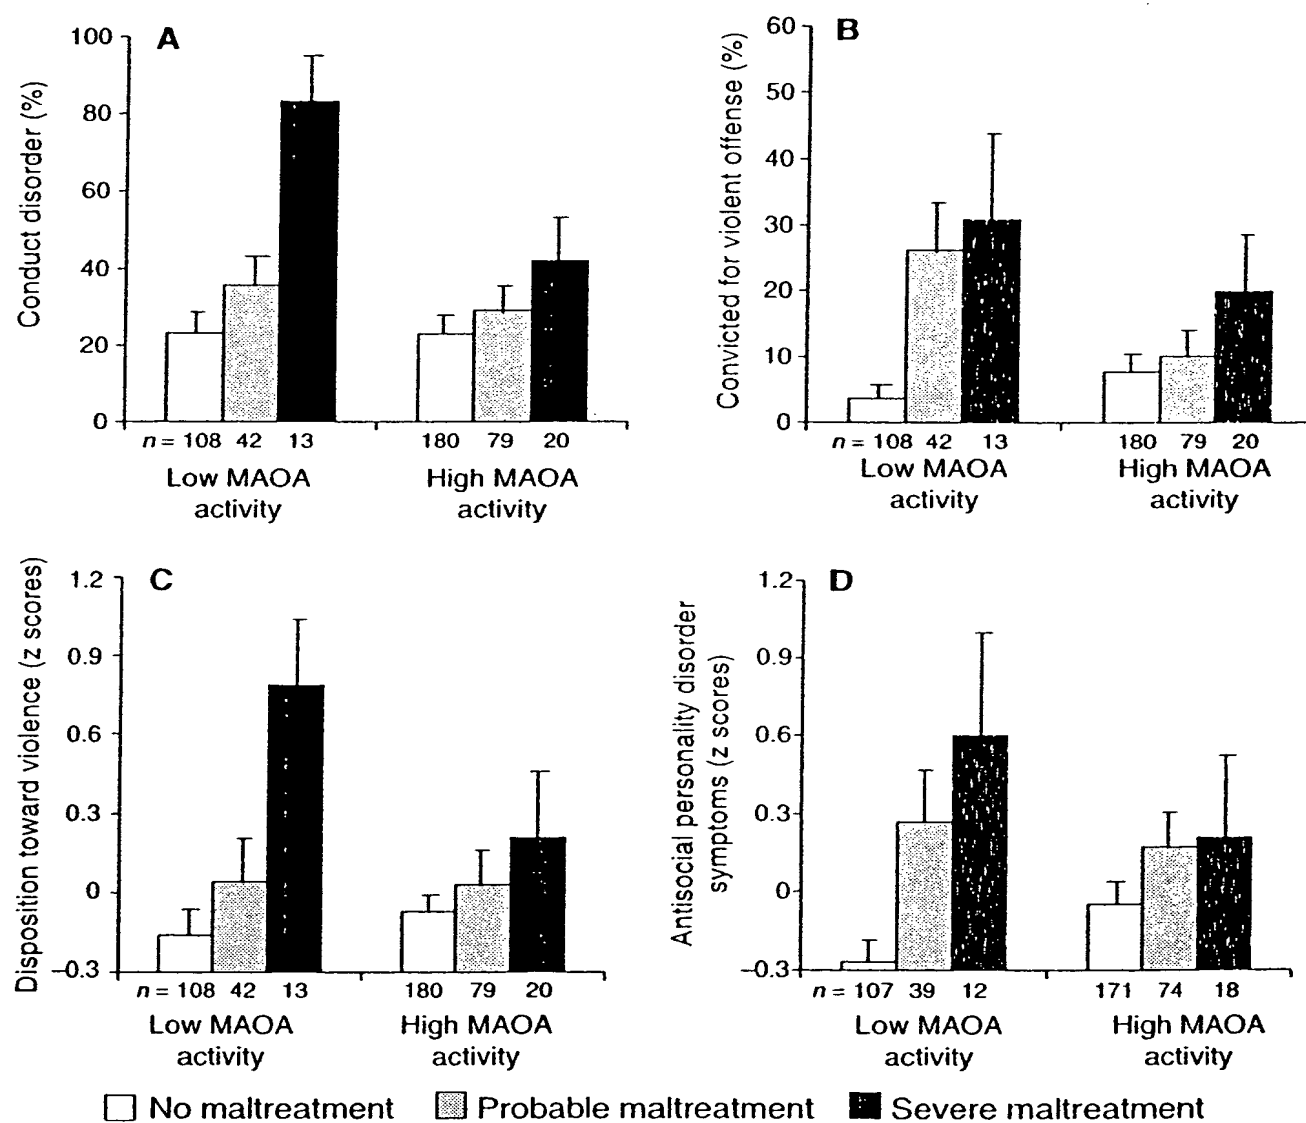 A
Conduct disorder (%)
100
80
60
40
20
0
n = 108 42 13
180 79 20
Low MAOA
activity
High MAOA
activity
B
Convicted for violent offense (%)
60
50
40
30
20
10
0
n = 108 42 13
180 79 20
Low MAOA
activity
High MAOA
activity
C
Disposition toward violence (z scores)
1.2
0.9
0.6
0.3
0
–0.3
n = 108 42 13
180 79 20
Low MAOA
activity
High MAOA
activity
D
Antisocial personality disorder
symptoms (z scores)
1.2
0.9
0.6
0.3
0
–0.3
n = 107 39 12
171 74 18
Low MAOA
activity
High MAOA
activity
No maltreatment Probable maltreatment Severe maltreatment